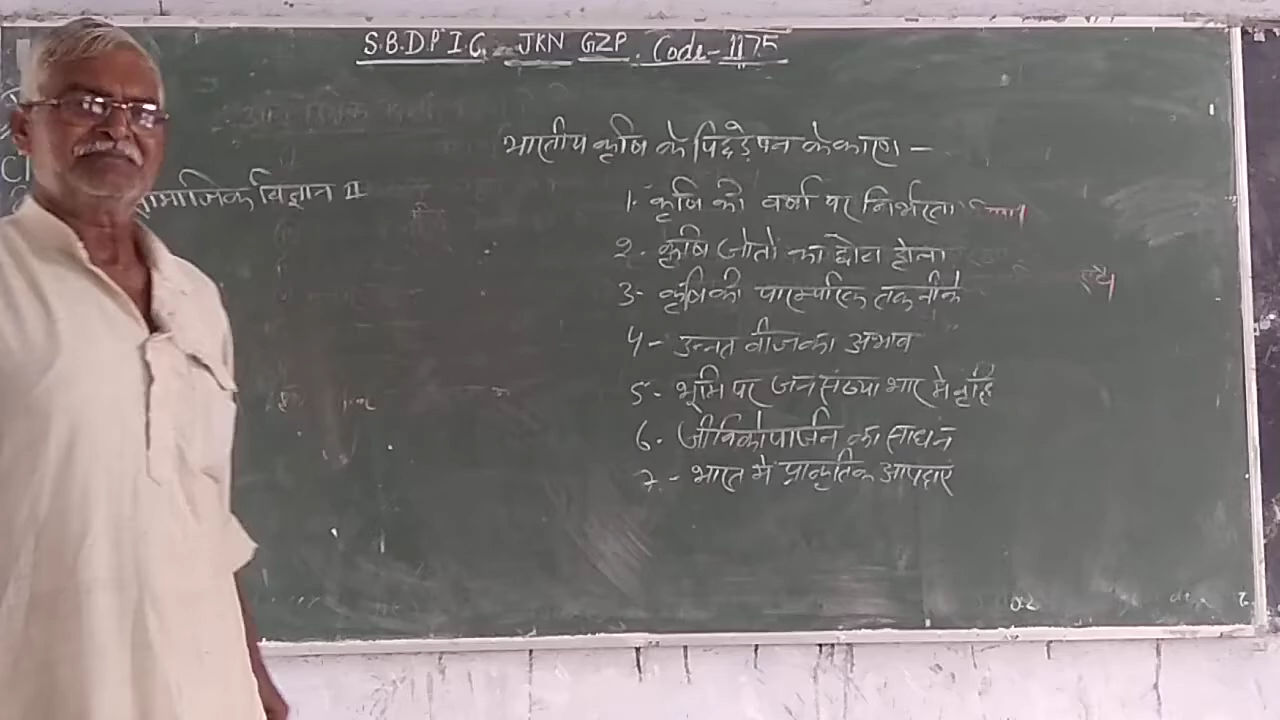 S.B.D.P I.C. JKN GZP. Code-1175
भारतीय कृषि के पिछड़ेपन के कारण -
सामाजिक विज्ञान II
1. कृषि की वर्षा पर निर्भरता
2. कृषि जोतो का छोटा होना
3- कृषि की पारम्परिक तकनीके
4- उन्नत बीज का अभाव
5- भूमि पर जनसंख्या भार मे वृद्धि
6. जीविकोपार्जन का साधन
7.- भारत मे प्राकृतिक आपदाएं